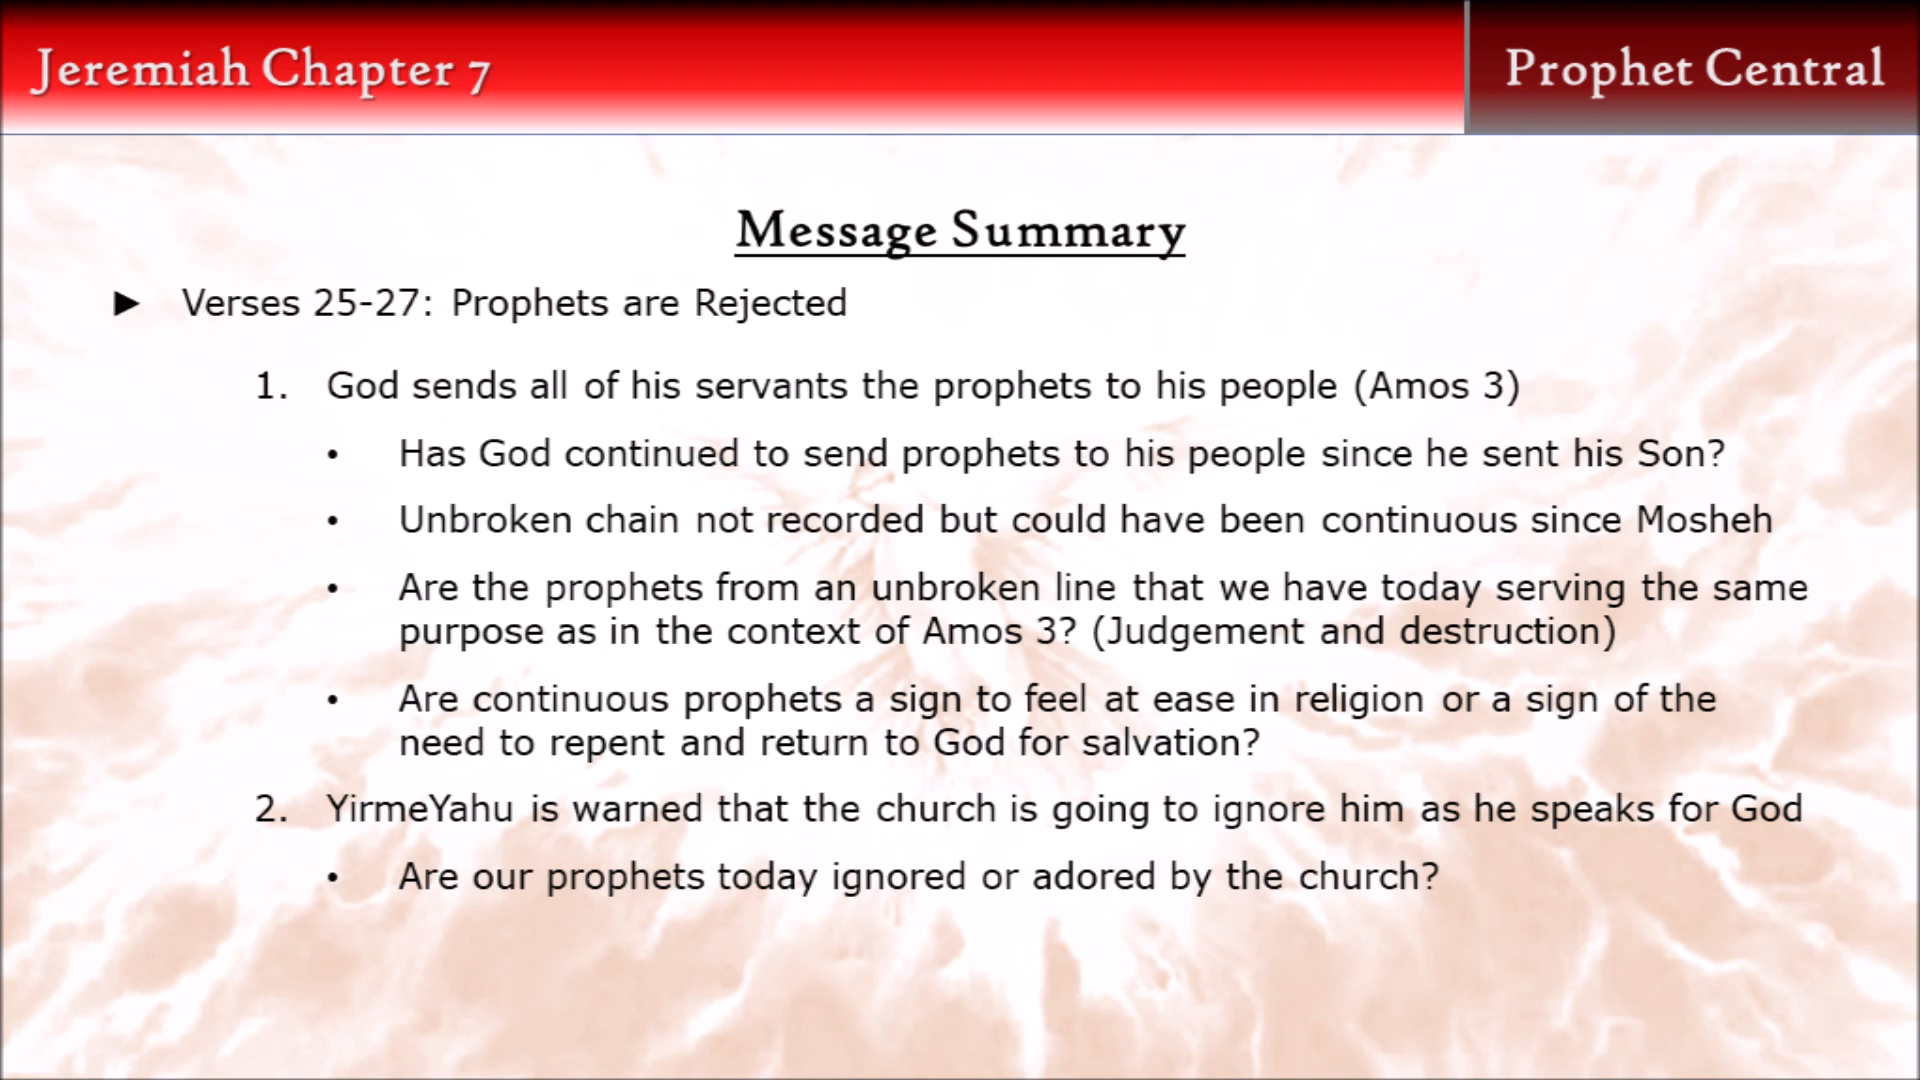 Jeremiah Chapter 7
Prophet Central
Message Summary
► Verses 25-27: Prophets are Rejected
1. God sends all of his servants the prophets to his people (Amos 3)
• Has God continued to send prophets to his people since he sent his Son?
• Unbroken chain not recorded but could have been continuous since Mosheh
• Are the prophets from an unbroken line that we have today serving the same
purpose as in the context of Amos 3? (Judgement and destruction)
• Are continuous prophets a sign to feel at ease in religion or a sign of the
need to repent and return to God for salvation?
2. YirmeYahu is warned that the church is going to ignore him as he speaks for God
• Are our prophets today ignored or adored by the church?